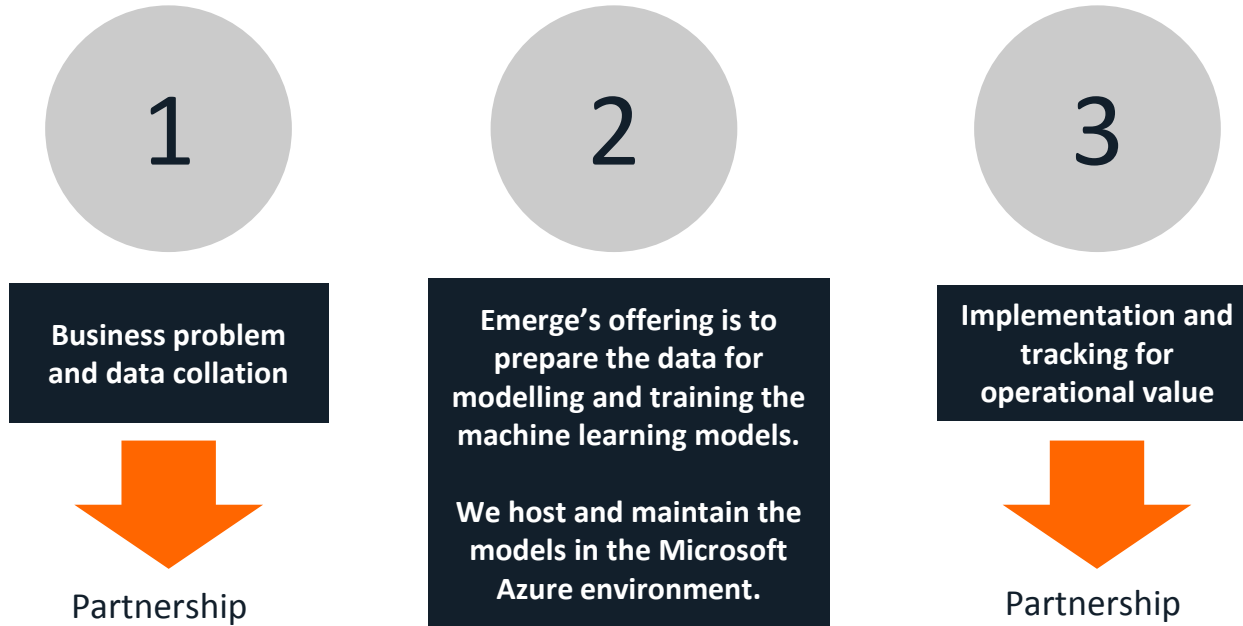 1
Business problem
and data collation
Partnership
2
Emerge’s offering is to
prepare the data for
modelling and training the
machine learning models.
We host and maintain the
models in the Microsoft
Azure environment.
3
Implementation and
tracking for
operational value
Partnership